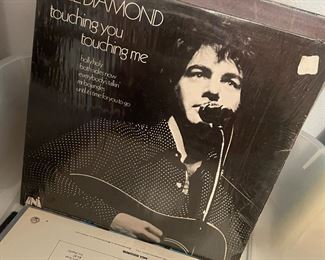 DIAMOND
touching you
touching me
holly holy
both sides now
everybody's talkin'
mr. bojangles
until it's time for you to go
UNI